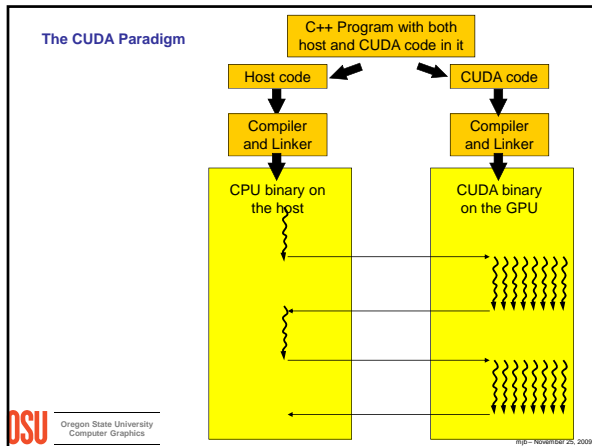 The CUDA Paradigm
C++ Program with both
host and CUDA code in it
Host code
CUDA code
Compiler
and Linker
Compiler
and Linker
CPU binary on
the host
CUDA binary
on the GPU
OSU
Oregon State University
Computer Graphics
mjb – November 25, 2009